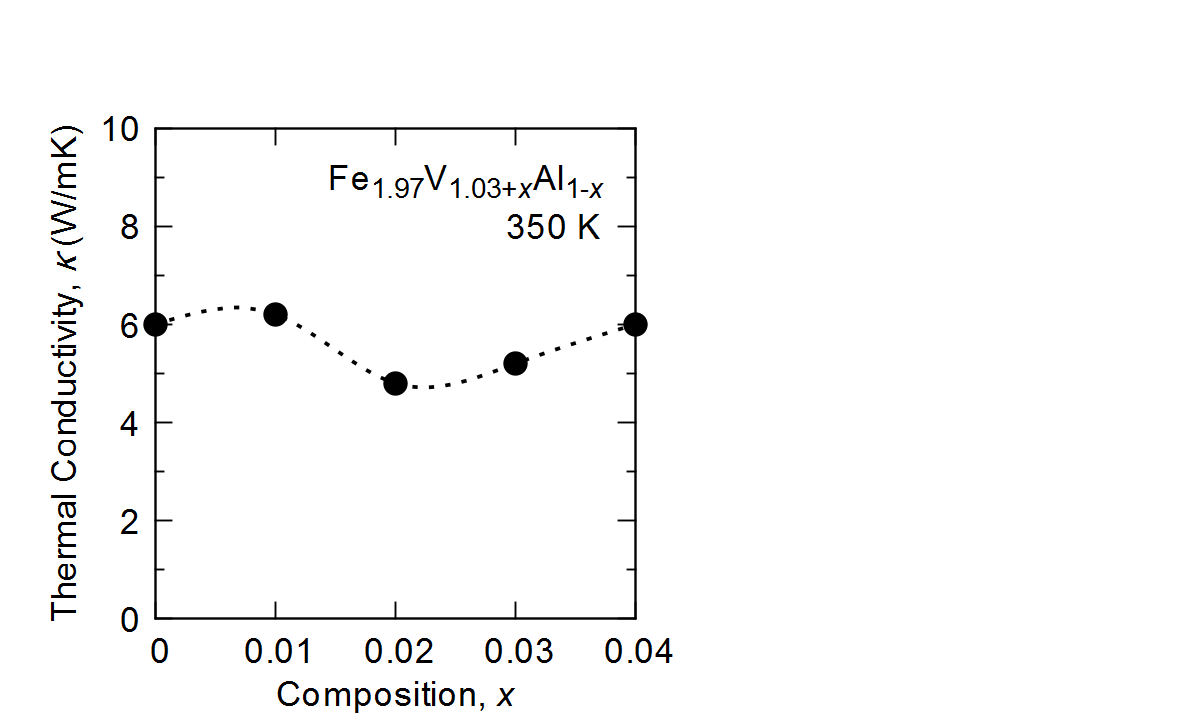 10
8
6
4
2
0
Thermal Conductivity, κ (W/mK)
Fe1.97V1.03+xAl1-x
350 K
0 0.01 0.02 0.03 0.04
Composition, x